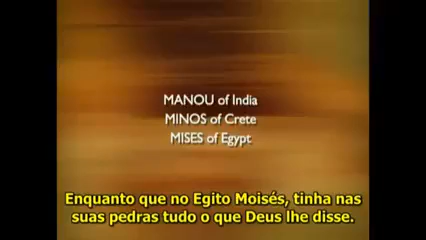 MANOU of India
MINOS of Crete
MISES of Egypt
Enquanto que no Egito Moisés, tinha nas
suas pedras tudo o que Deus lhe disse.